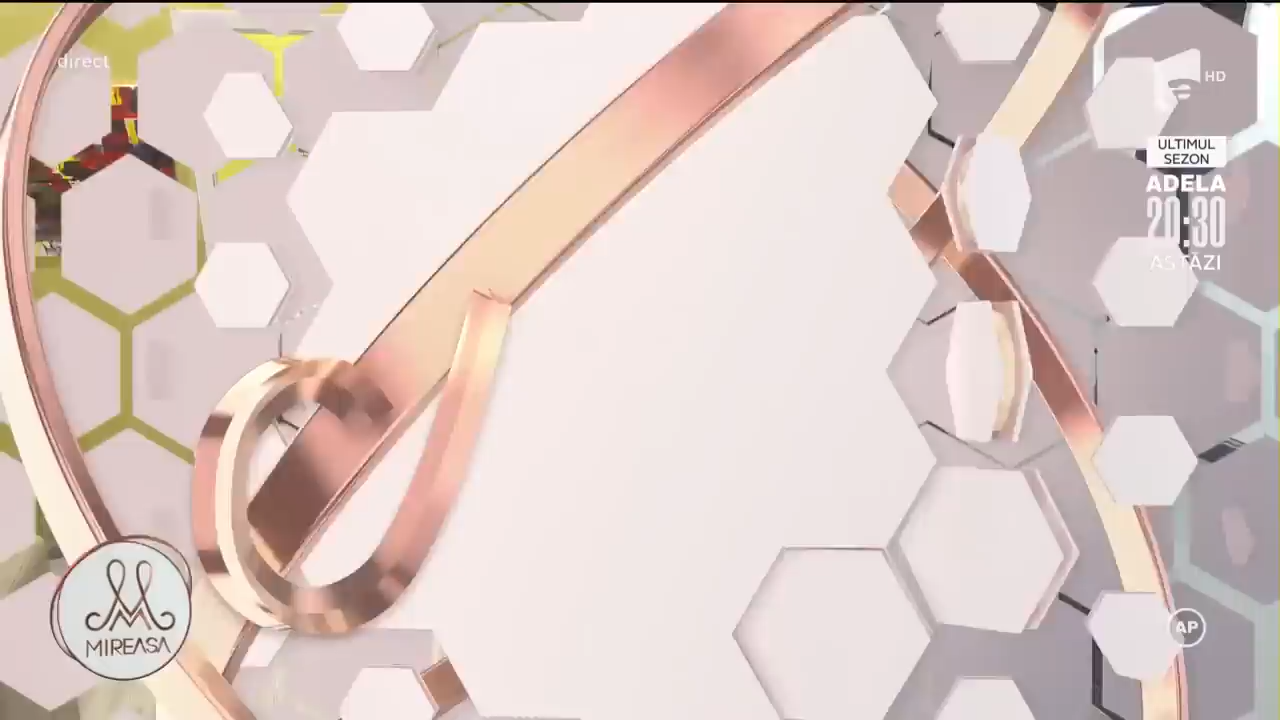 direct
HD
ULTIMUL
SEZON
ADELA
20:30
ASTĂZI
MIREASA
AP